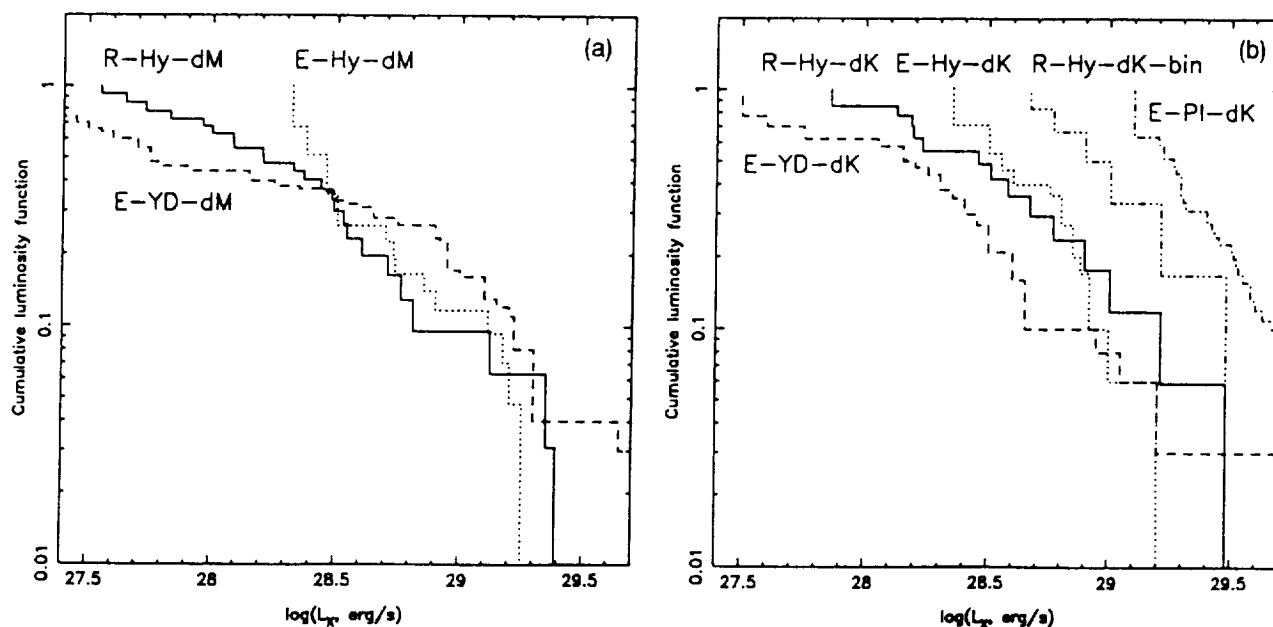 (a)
R-Hy-dM
E-Hy-dM
E-YD-dM
Cumulative luminosity function
1
0.1
0.01
27.5 28 28.5 29 29.5
log(L_X, erg/s)
(b)
R-Hy-dK E-Hy-dK R-Hy-dK-bin
E-Pl-dK
E-YD-dK
Cumulative luminosity function
1
0.1
0.01
27.5 28 28.5 29 29.5
log(L_X, erg/s)